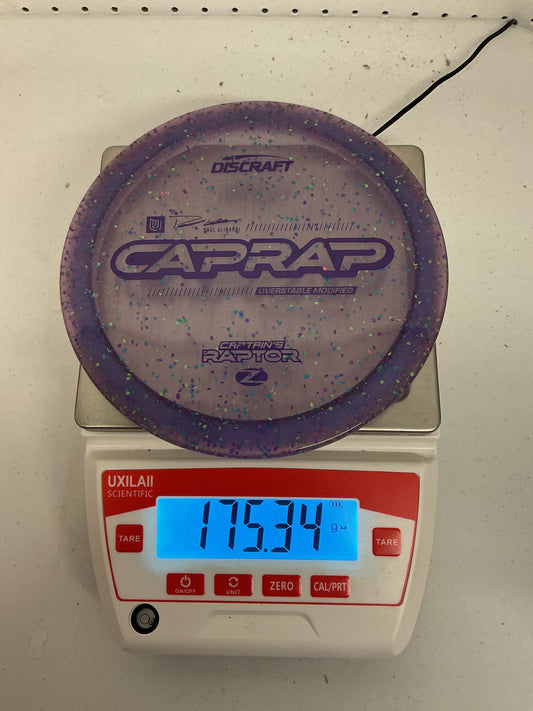 DISCRAFT
PAUL ULIBARRI
CAPRAP
OVERSTABLE MODIFIED
CAPTAIN'S
RAPTOR
Z
UXILAII
SCIENTIFIC
175.34 g
TARE
TARE
ON/OFF
UNIT
ZERO
CAL/PRT